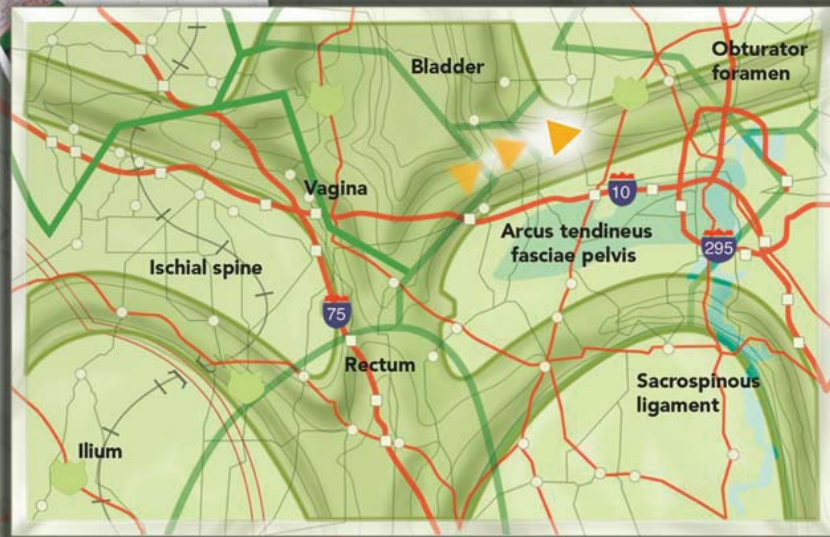 Bladder
Obturator
foramen
Vagina
10
Arcus tendineus
fasciae pelvis
295
Ischial spine
75
Rectum
Sacrospinous
ligament
Ilium